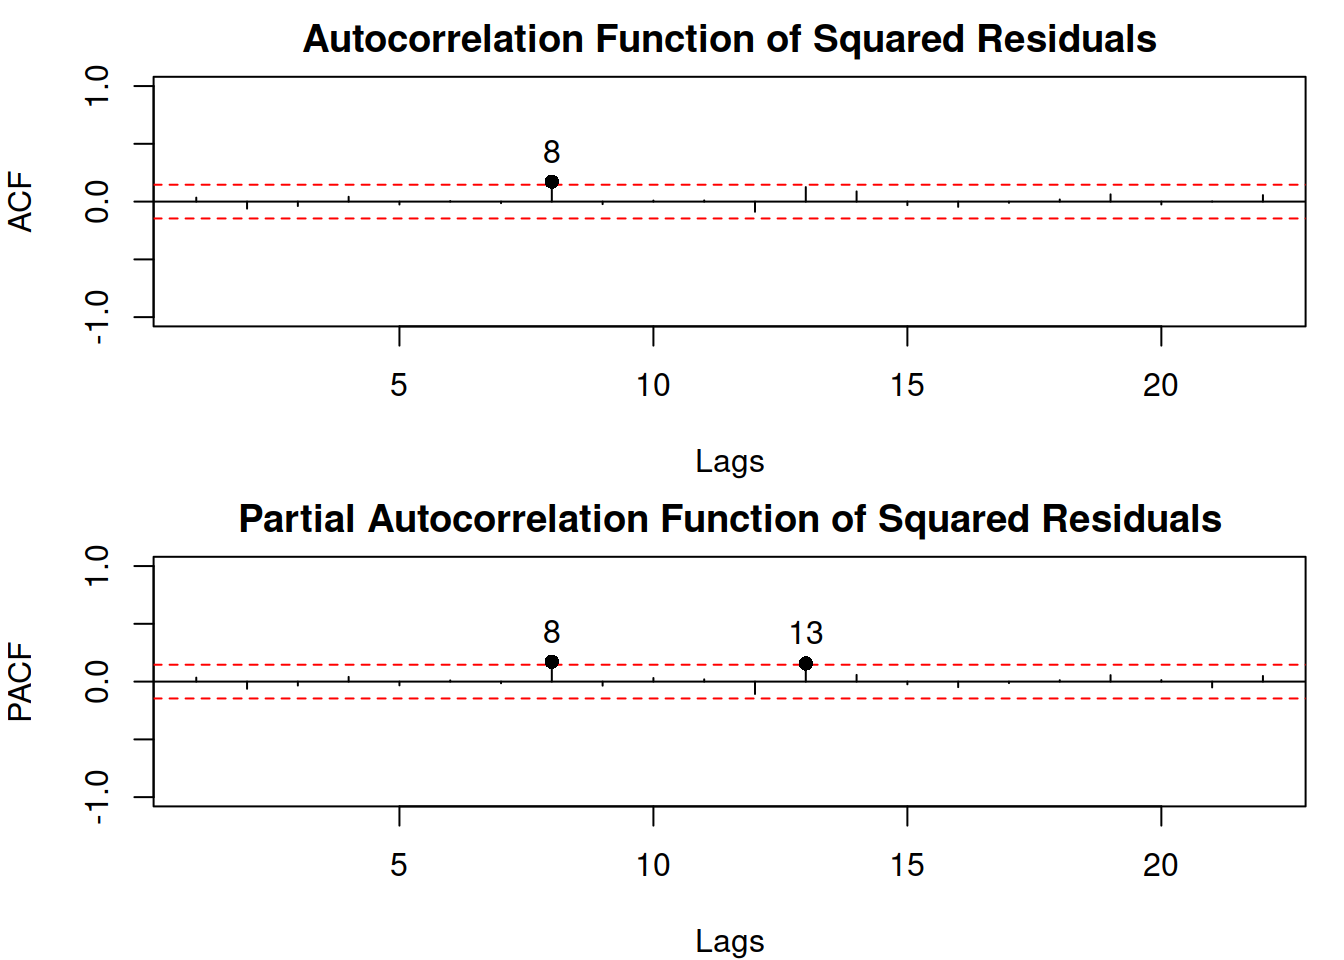 Autocorrelation Function of Squared Residuals
ACF
1.0
0.0
-1.0
8
5 10 15 20
Lags
Partial Autocorrelation Function of Squared Residuals
PACF
1.0
0.0
-1.0
8 13
5 10 15 20
Lags